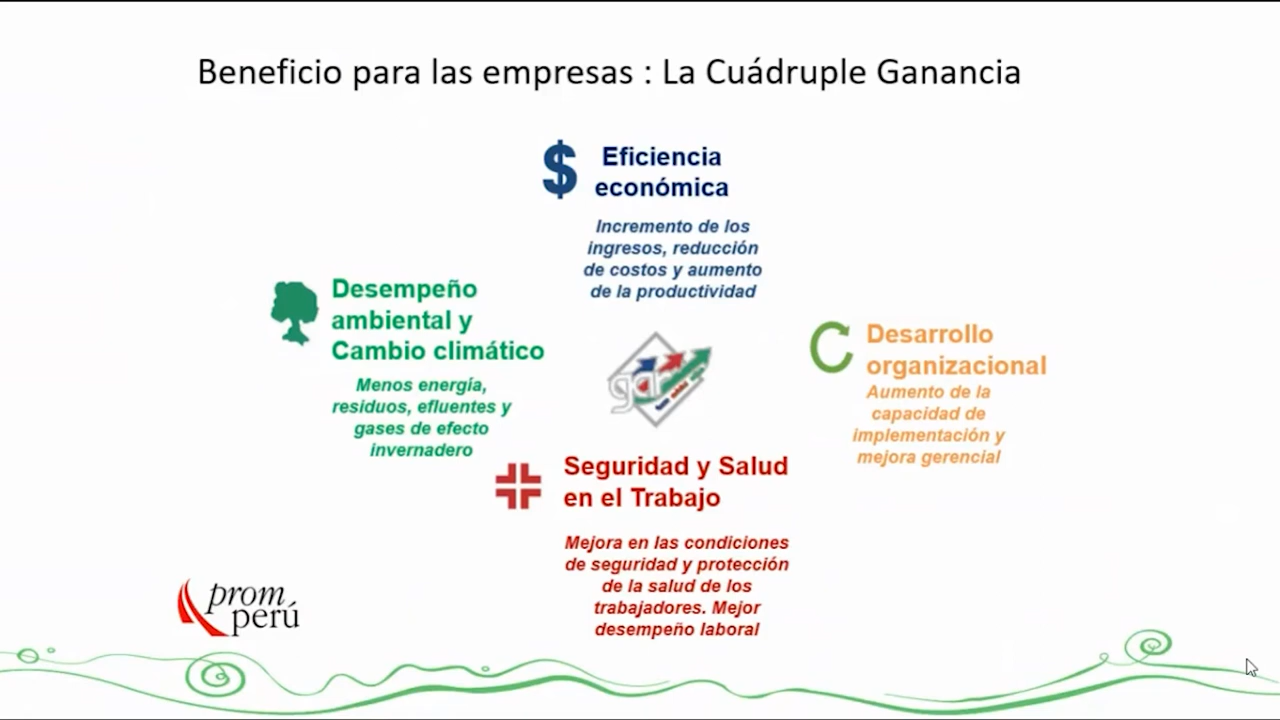 Beneficio para las empresas : La Cuádruple Ganancia
$ Eficiencia
económica
Incremento de los
ingresos, reducción
de costos y aumento
de la productividad
Desempeño
ambiental y
Cambio climático
Menos energía,
residuos, efluentes y
gases de efecto
invernadero
Desarrollo
organizacional
Aumento de la
capacidad de
implementación y
mejora gerencial
Seguridad y Salud
en el Trabajo
Mejora en las condiciones
de seguridad y protección
de la salud de los
trabajadores. Mejor
desempeño laboral
prom
perú